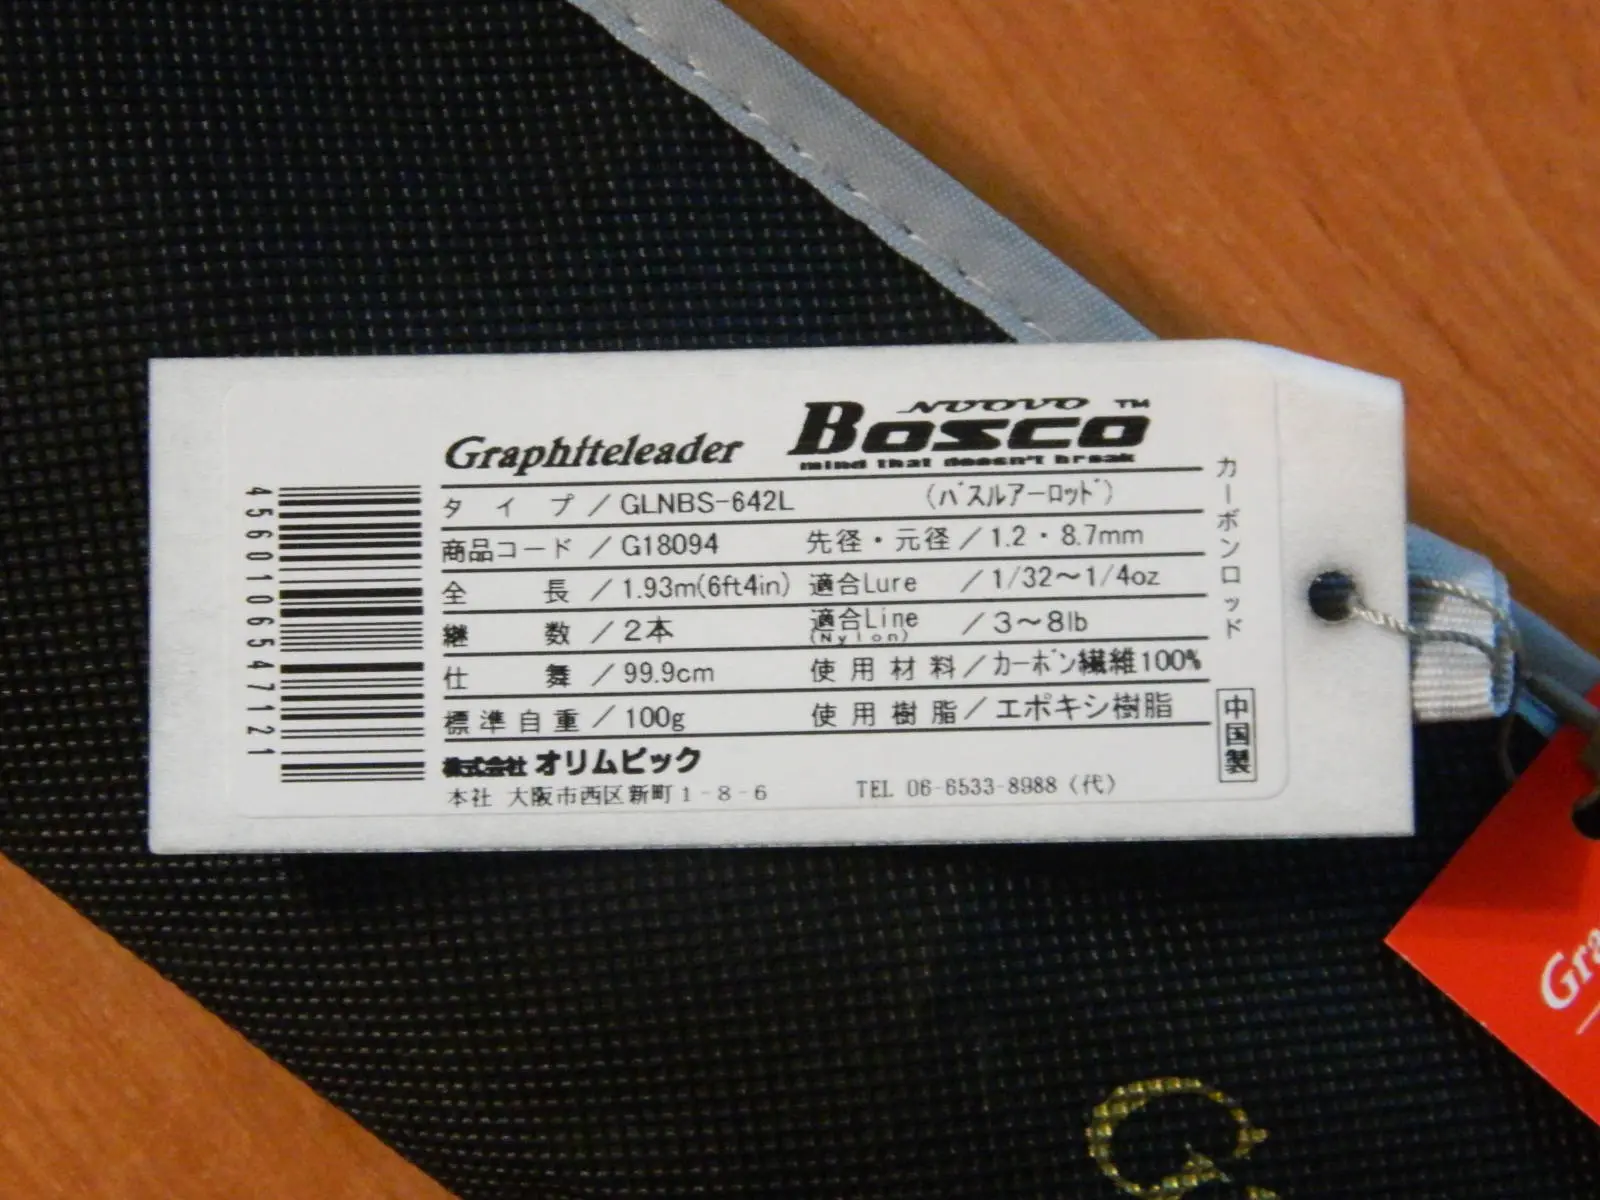 Graphiteleader
NUOVO
Bosco™
mind that doesn't break
タイプ／GLNBS-642L （バスルアーロッド）
商品コード／G18094 先径・元径／1.2・8.7mm
全長／1.93m(6ft4in) 適合Lure／1/32～1/4oz
継数／2本 適合Line(Nylon)／3～8lb
仕舞／99.9cm 使用材料／カーボン繊維100%
標準自重／100g 使用樹脂／エポキシ樹脂
株式会社オリムピック
本社 大阪市西区新町1-8-6 TEL 06-6533-8988（代）
カーボンロッド
中国製
4560106547121
Gra
G